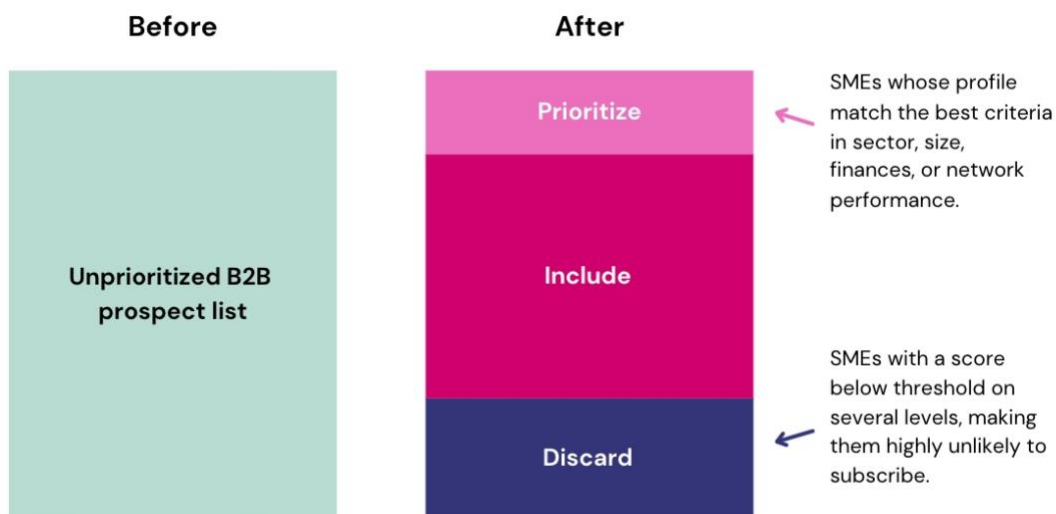 Before
After
Unprioritized B2B
prospect list
Prioritize
Include
Discard
SMEs whose profile
match the best criteria
in sector, size,
finances, or network
performance.
SMEs with a score
below threshold on
several levels, making
them highly unlikely to
subscribe.